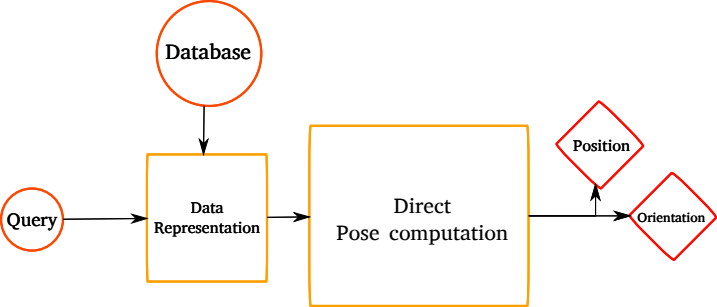 Database
Query
Data
Representation
Direct
Pose computation
Position
Orientation